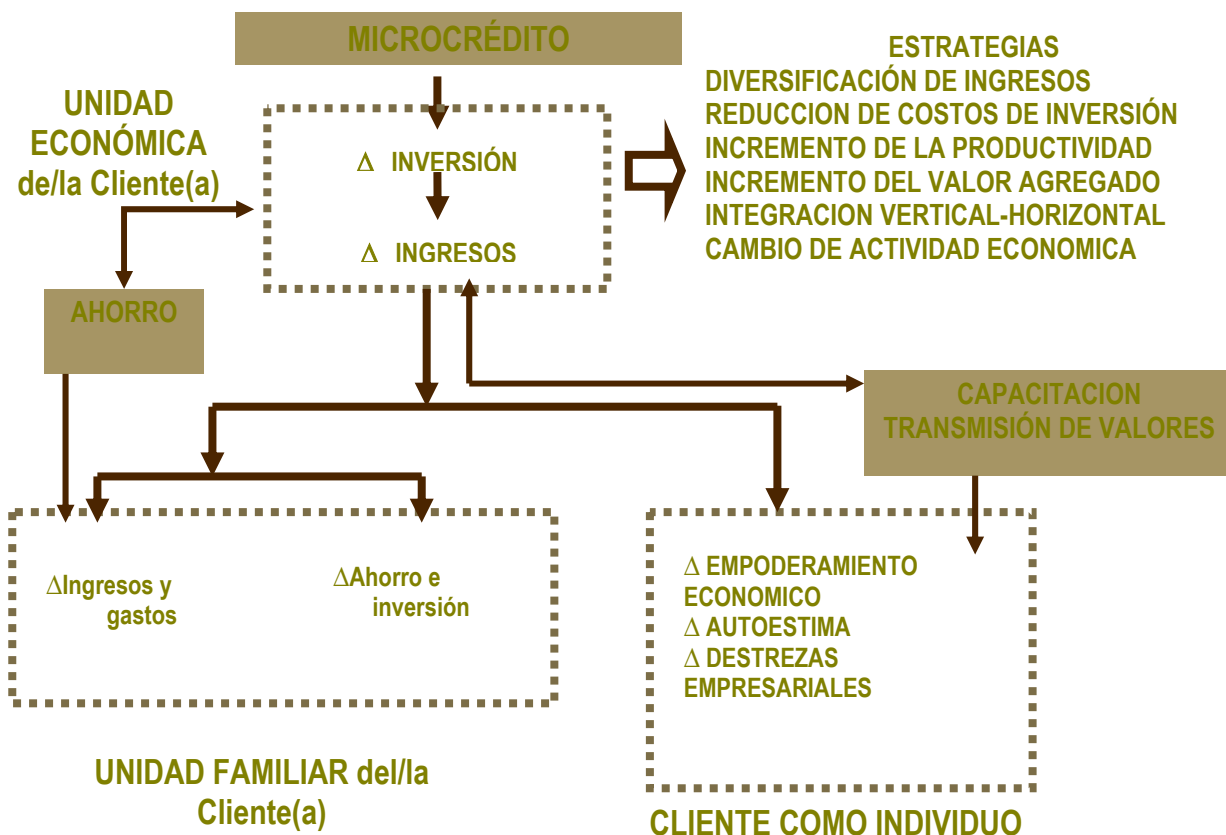 MICROCRÉDITO
ESTRATEGIAS
DIVERSIFICACIÓN DE INGRESOS
REDUCCION DE COSTOS DE INVERSIÓN
INCREMENTO DE LA PRODUCTIVIDAD
INCREMENTO DEL VALOR AGREGADO
INTEGRACION VERTICAL-HORIZONTAL
CAMBIO DE ACTIVIDAD ECONOMICA
UNIDAD
ECONÓMICA
de/la Cliente(a)
Δ INVERSIÓN
Δ INGRESOS
AHORRO
CAPACITACION
TRANSMISIÓN DE VALORES
ΔIngresos y
gastos
ΔAhorro e
inversión
Δ EMPODERAMIENTO
ECONOMICO
Δ AUTOESTIMA
Δ DESTREZAS
EMPRESARIALES
UNIDAD FAMILIAR del/la
Cliente(a)
CLIENTE COMO INDIVIDUO